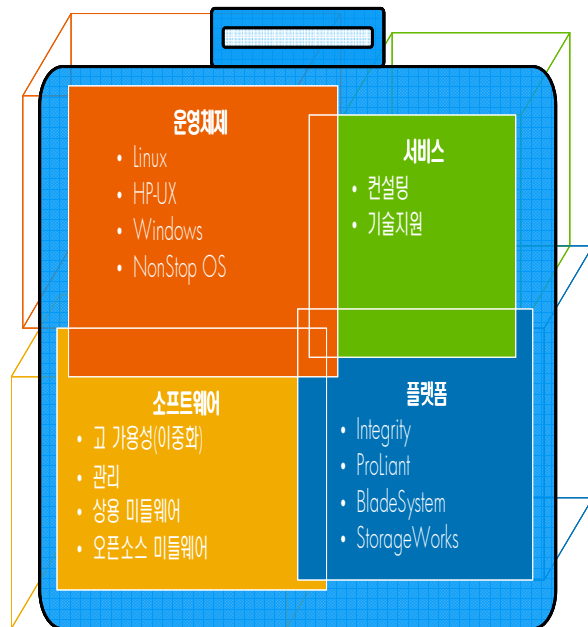 운영체제
• Linux
• HP-UX
• Windows
• NonStop OS
서비스
• 컨설팅
• 기술지원
소프트웨어
• 고 가용성(이중화)
• 관리
• 상용 미들웨어
• 오픈소스 미들웨어
플랫폼
• Integrity
• ProLiant
• BladeSystem
• StorageWorks